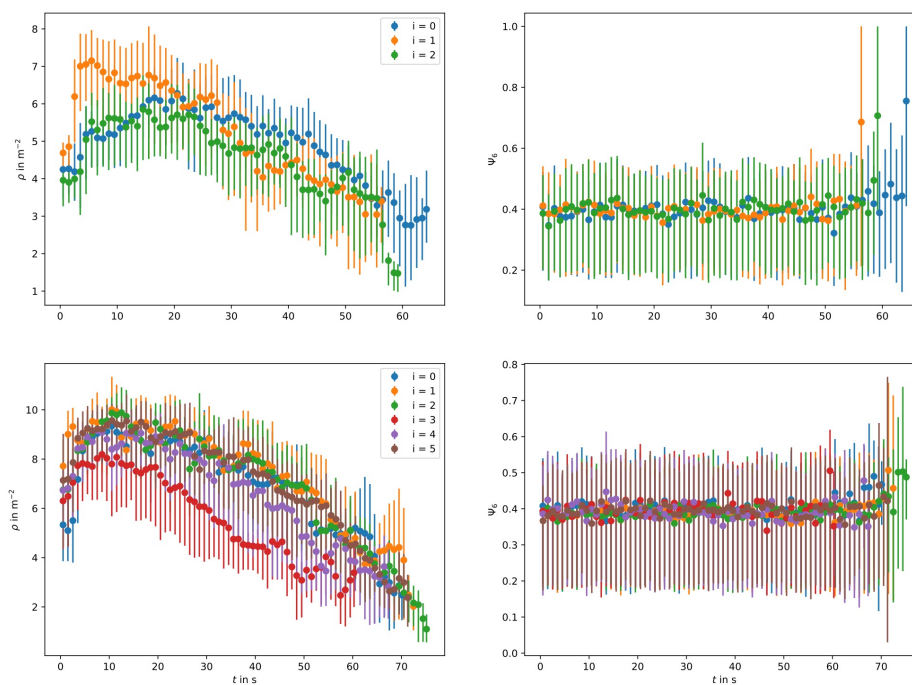 i = 0
i = 1
i = 2
8
7
6
5
4
3
2
1
ρ in m⁻²
0 10 20 30 40 50 60
1.0
0.8
0.6
0.4
0.2
Ψ₆
0 10 20 30 40 50 60
i = 0
i = 1
i = 2
i = 3
i = 4
i = 5
10
8
6
4
2
ρ in m⁻²
0 10 20 30 40 50 60 70
t in s
0.8
0.7
0.6
0.5
0.4
0.3
0.2
0.1
0.0
Ψ₆
0 10 20 30 40 50 60 70
t in s